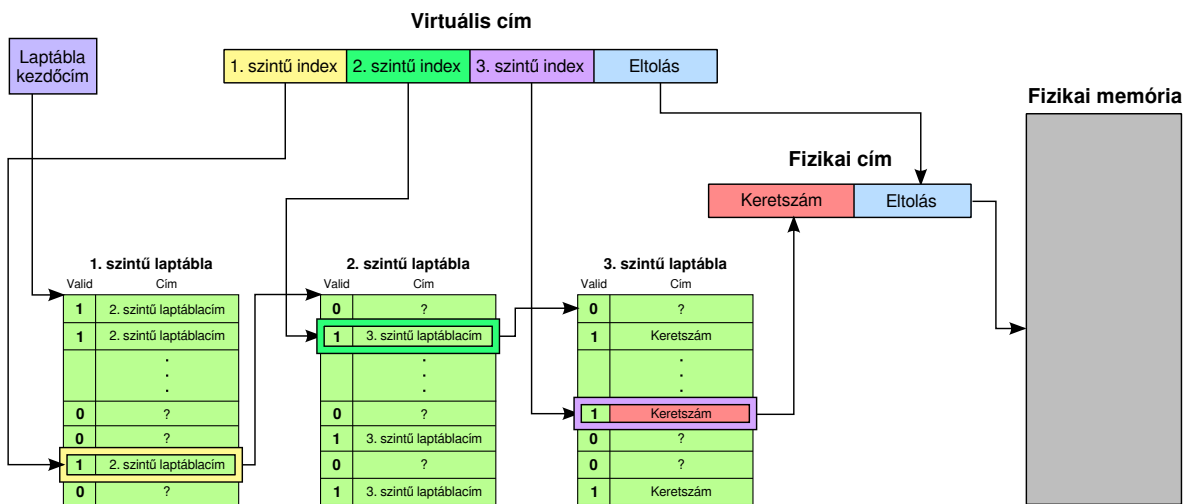 Virtuális cím
Laptábla
kezdőcím
1. szintű index 2. szintű index 3. szintű index Eltolás
Fizikai memória
Fizikai cím
Keretszám Eltolás
1. szintű laptábla
Valid Cím
1 2. szintű laptáblacím
1 2. szintű laptáblacím
.
.
.
0 ?
0 ?
1 2. szintű laptáblacím
0 ?
2. szintű laptábla
Valid Cím
0 ?
1 3. szintű laptáblacím
.
.
.
0 ?
1 3. szintű laptáblacím
0 ?
1 3. szintű laptáblacím
3. szintű laptábla
Valid Cím
0 ?
1 Keretszám
.
.
.
1 Keretszám
0 ?
0 ?
1 Keretszám